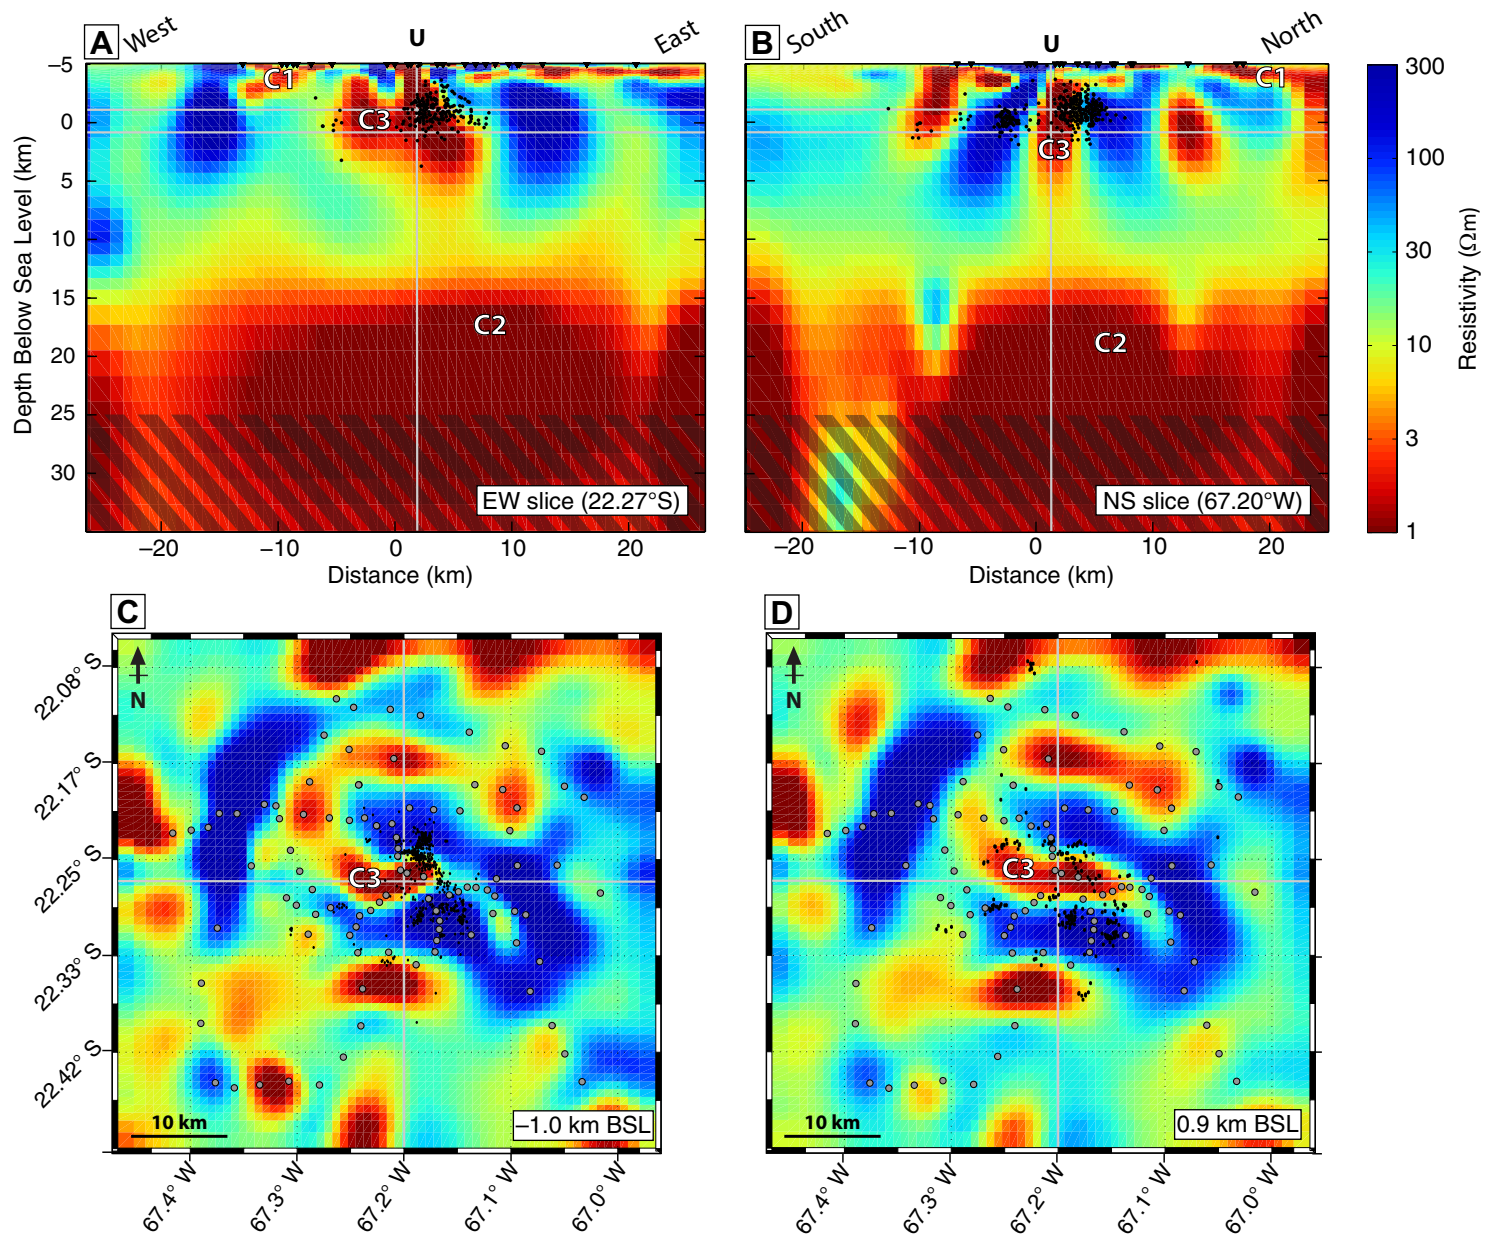 A West U East
B South U North
C1
C3
C2
EW slice (22.27°S)
C1
C3
C2
NS slice (67.20°W)
–5
0
5
10
15
20
25
30
Depth Below Sea Level (km)
–20 –10 0 10 20
Distance (km)
–20 –10 0 10 20
Distance (km)
300
100
30
10
3
1
Resistivity (Ωm)
C
N
C3
10 km
–1.0 km BSL
22.08° S
22.17° S
22.25° S
22.33° S
22.42° S
67.4° W 67.3° W 67.2° W 67.1° W 67.0° W
D
N
C3
10 km
0.9 km BSL
67.4° W 67.3° W 67.2° W 67.1° W 67.0° W